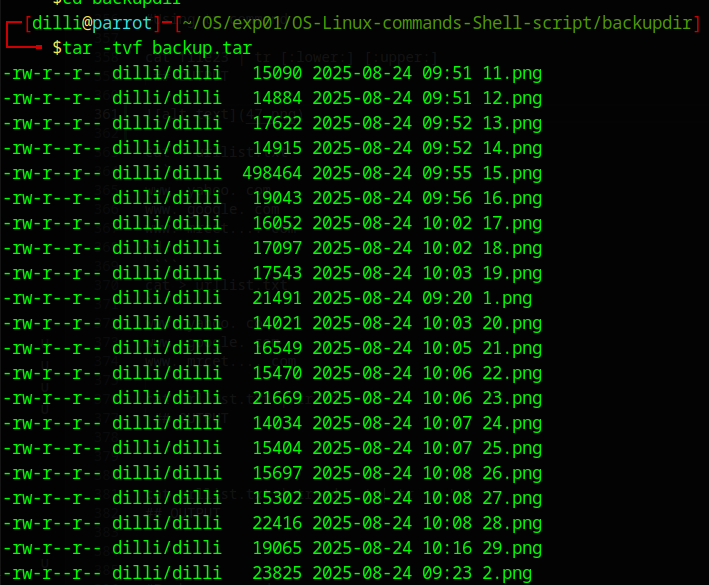 $cd backupdir
[dilli@parrot]-[~/OS/exp01/OS-Linux-commands-Shell-script/backupdir]
$tar -tvf backup.tar
-rw-r--r-- dilli/dilli   15090 2025-08-24 09:51 11.png
-rw-r--r-- dilli/dilli   14884 2025-08-24 09:51 12.png
-rw-r--r-- dilli/dilli   17622 2025-08-24 09:52 13.png
-rw-r--r-- dilli/dilli   14915 2025-08-24 09:52 14.png
-rw-r--r-- dilli/dilli  498464 2025-08-24 09:55 15.png
-rw-r--r-- dilli/dilli   19043 2025-08-24 09:56 16.png
-rw-r--r-- dilli/dilli   16052 2025-08-24 10:02 17.png
-rw-r--r-- dilli/dilli   17097 2025-08-24 10:02 18.png
-rw-r--r-- dilli/dilli   17543 2025-08-24 10:03 19.png
-rw-r--r-- dilli/dilli   21491 2025-08-24 09:20 1.png
-rw-r--r-- dilli/dilli   14021 2025-08-24 10:03 20.png
-rw-r--r-- dilli/dilli   16549 2025-08-24 10:05 21.png
-rw-r--r-- dilli/dilli   15470 2025-08-24 10:06 22.png
-rw-r--r-- dilli/dilli   21669 2025-08-24 10:06 23.png
-rw-r--r-- dilli/dilli   14034 2025-08-24 10:07 24.png
-rw-r--r-- dilli/dilli   15404 2025-08-24 10:07 25.png
-rw-r--r-- dilli/dilli   15697 2025-08-24 10:08 26.png
-rw-r--r-- dilli/dilli   15302 2025-08-24 10:08 27.png
-rw-r--r-- dilli/dilli   22416 2025-08-24 10:08 28.png
-rw-r--r-- dilli/dilli   19065 2025-08-24 10:16 29.png
-rw-r--r-- dilli/dilli   23825 2025-08-24 09:23 2.png